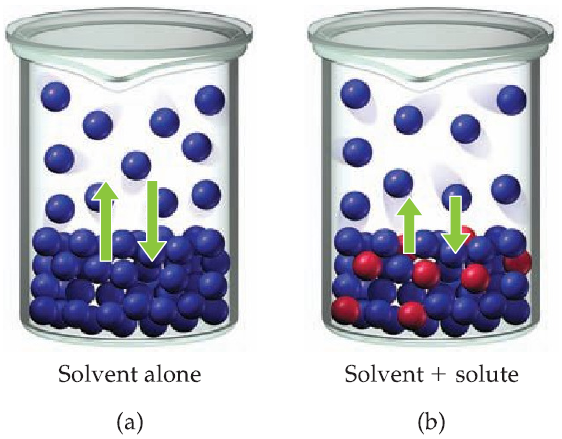 Solvent alone
Solvent + solute
(a)
(b)